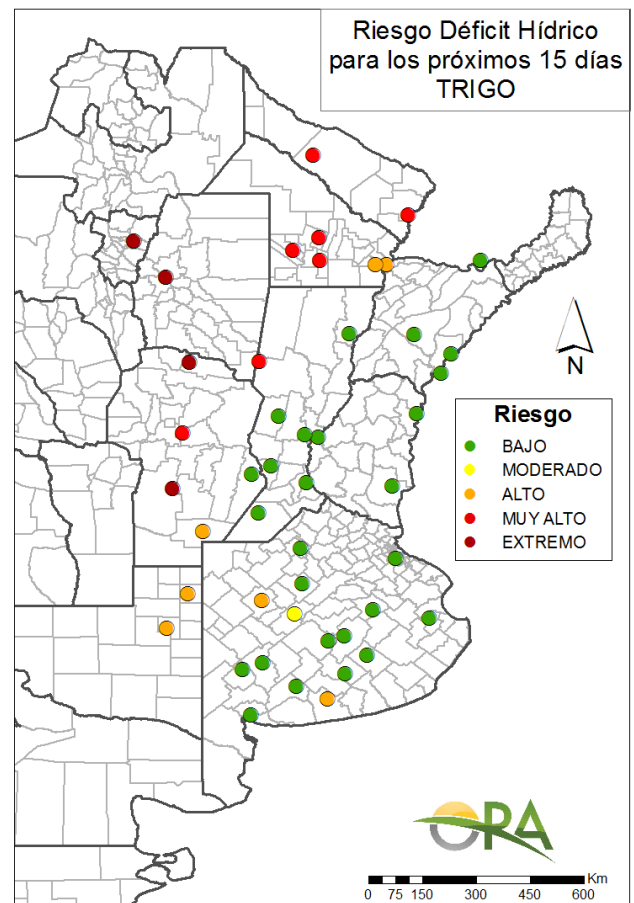 Riesgo Déficit Hídrico
para los próximos 15 días
TRIGO
N
Riesgo
BAJO
MODERADO
ALTO
MUY ALTO
EXTREMO
ORA
Km
0 75 150 300 450 600